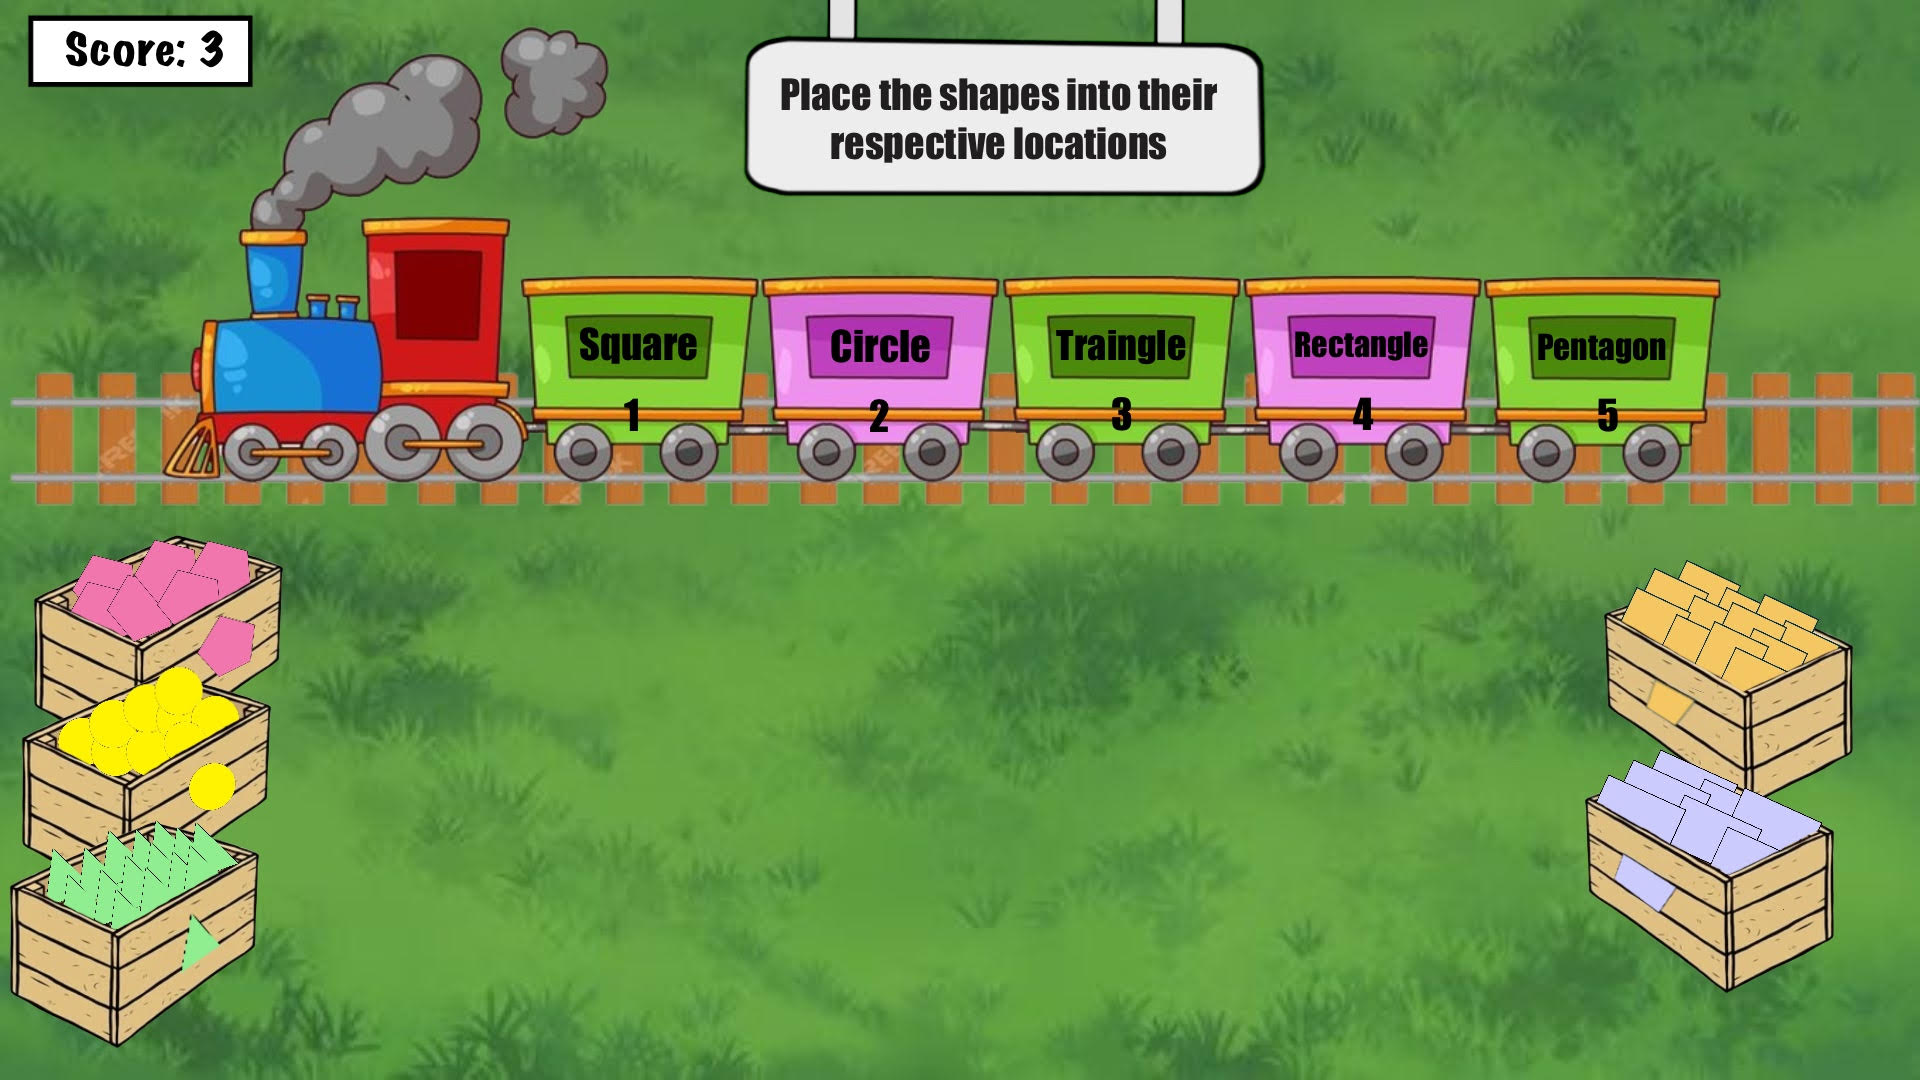 Score: 3
Place the shapes into their
respective locations
Square
Circle
Traingle
Rectangle
Pentagon
1
2
3
4
5